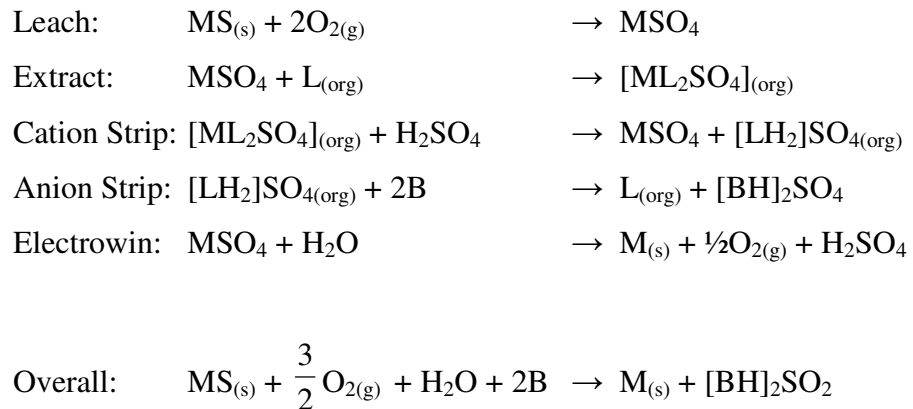 Leach: MS(s) + 2O2(g) → MSO4
Extract: MSO4 + L(org) → [ML2SO4](org)
Cation Strip: [ML2SO4](org) + H2SO4 → MSO4 + [LH2]SO4(org)
Anion Strip: [LH2]SO4(org) + 2B → L(org) + [BH]2SO4
Electrowin: MSO4 + H2O → M(s) + ½O2(g) + H2SO4
Overall: MS(s) + 3/2 O2(g) + H2O + 2B → M(s) + [BH]2SO2